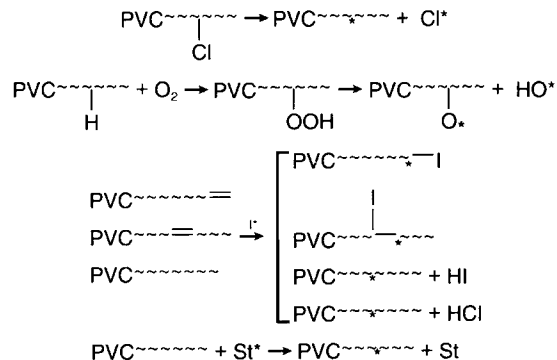 PVC~~~~~~~~ → PVC~~~*~~~~ + Cl*
Cl
PVC~~~~~~~~ + O₂ → PVC~~~~~~~~ → PVC~~~~~~~~ + HO*
H OOH O*
PVC~~~~~~*—I
PVC~~~~~~~=
I
PVC~~~=~~~ I* → PVC~~~~—*~~~
PVC~~~~~~~~ PVC~~~*~~~~ + HI
PVC~~~*~~~~ + HCl
PVC~~~~~~~ + St* → PVC~~~*~~~ + St